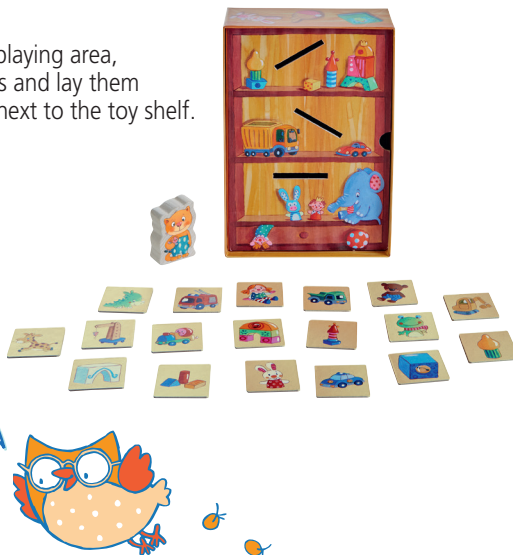 playing area,
s and lay them
next to the toy shelf.